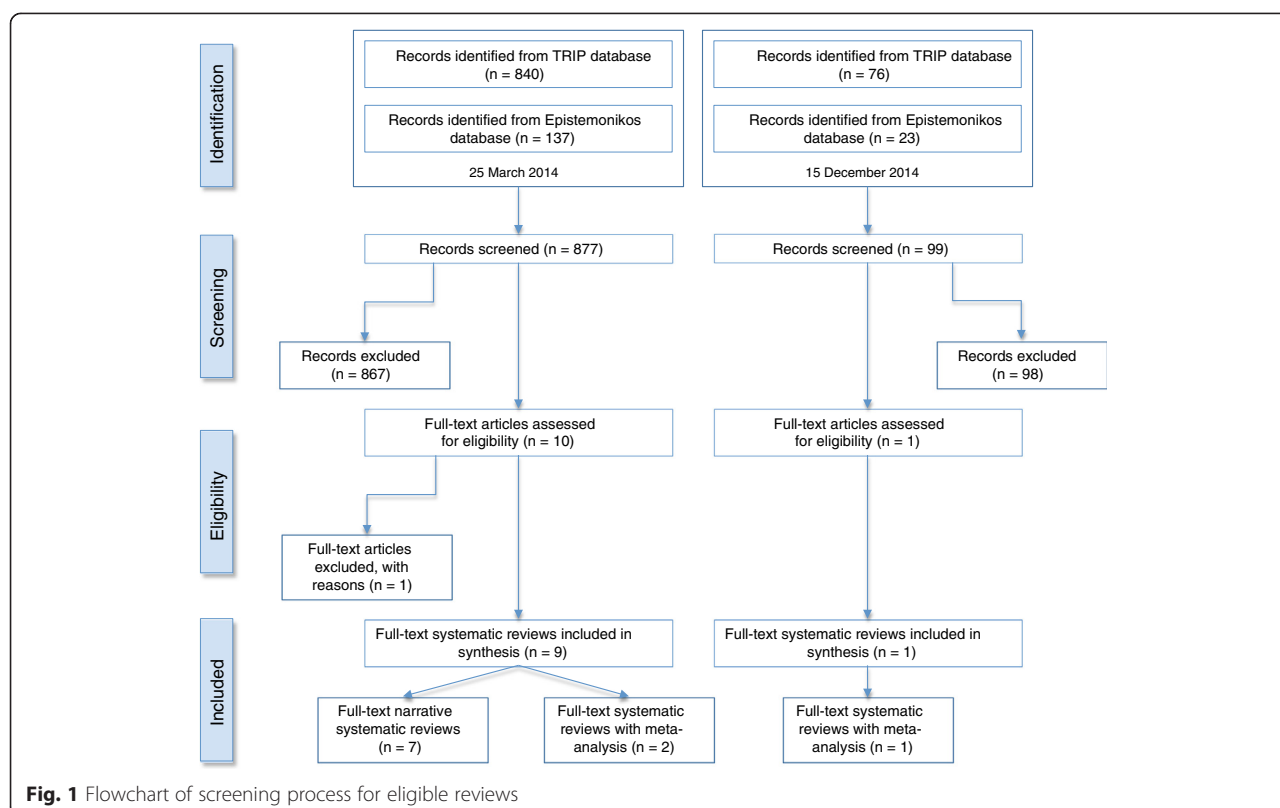 Identification
Records identified from TRIP database
(n = 840)
Records identified from Epistemonikos
database (n = 137)
25 March 2014
Records identified from TRIP database
(n = 76)
Records identified from Epistemonikos
database (n = 23)
15 December 2014
Screening
Records screened (n = 877)
Records screened (n = 99)
Records excluded
(n = 867)
Records excluded
(n = 98)
Eligibility
Full-text articles assessed
for eligibility (n = 10)
Full-text articles assessed
for eligibility (n = 1)
Full-text articles
excluded, with
reasons (n = 1)
Included
Full-text systematic reviews included in
synthesis (n = 9)
Full-text systematic reviews included in
synthesis (n = 1)
Full-text narrative
systematic reviews
(n = 7)
Full-text systematic
reviews with meta-
analysis (n = 2)
Full-text systematic
reviews with meta-
analysis (n = 1)
Fig. 1 Flowchart of screening process for eligible reviews